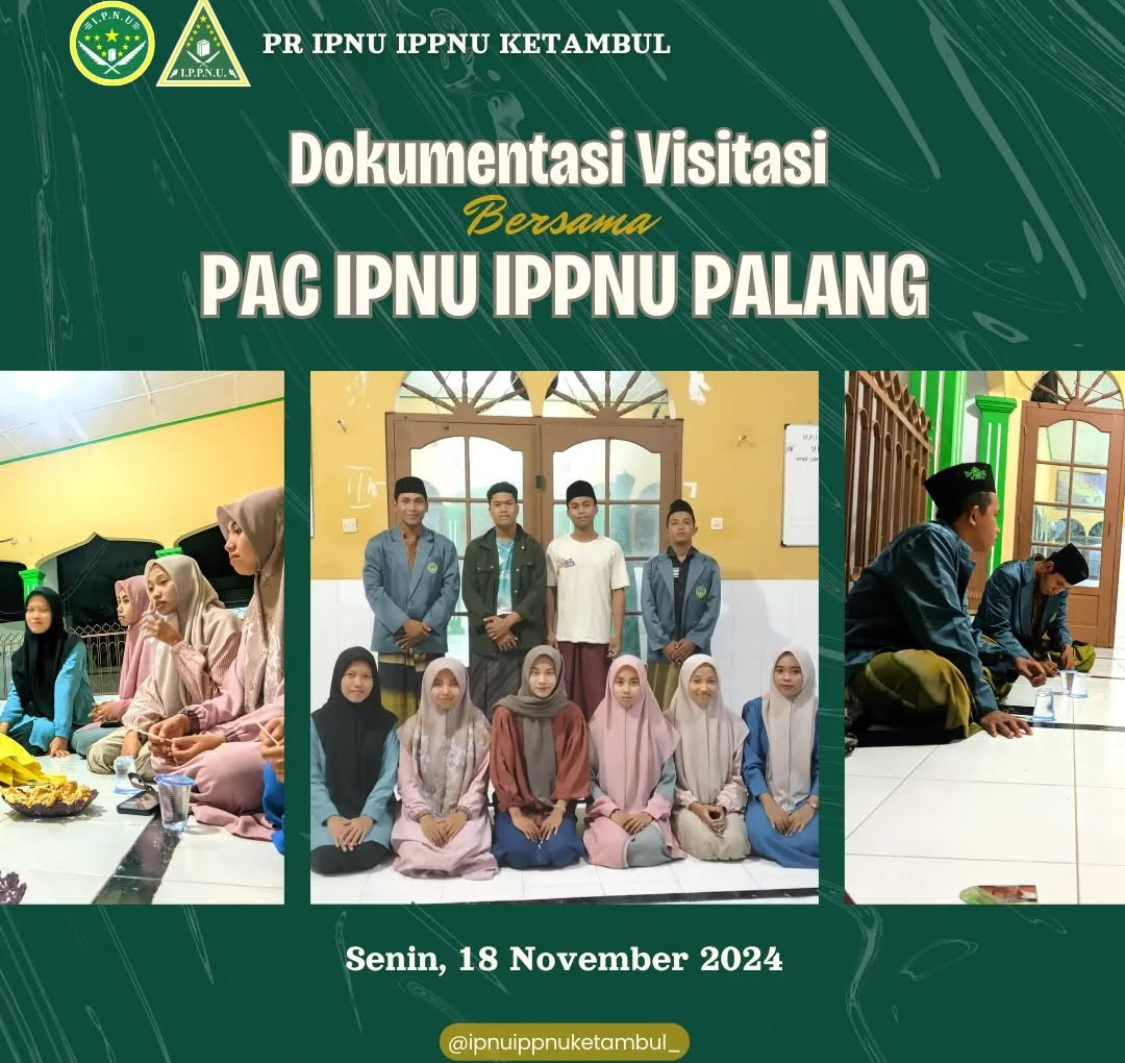 I.P.N.U
I.P.P.N.U.
PR IPNU IPPNU KETAMBUL
Dokumentasi Visitasi
Bersama
PAC IPNU IPPNU PALANG
Senin, 18 November 2024
@ipnuippnuketambul_